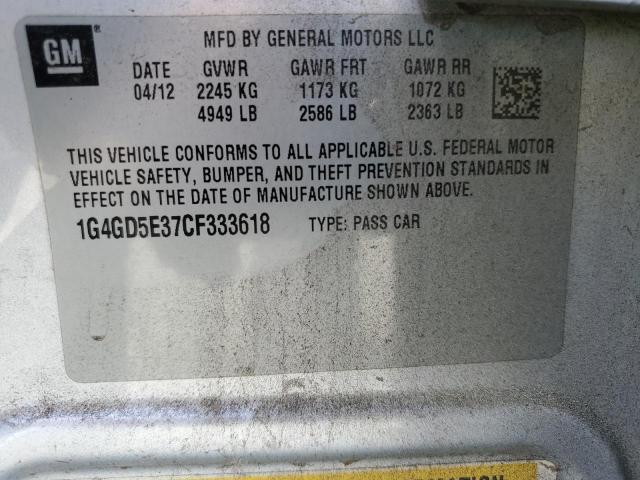 GM
MFD BY GENERAL MOTORS LLC
DATE GVWR GAWR FRT GAWR RR
04/12 2245 KG 1173 KG 1072 KG
4949 LB 2586 LB 2363 LB
THIS VEHICLE CONFORMS TO ALL APPLICABLE U.S. FEDERAL MOTOR
VEHICLE SAFETY, BUMPER, AND THEFT PREVENTION STANDARDS IN
EFFECT ON THE DATE OF MANUFACTURE SHOWN ABOVE.
1G4GD5E37CF333618 TYPE: PASS CAR